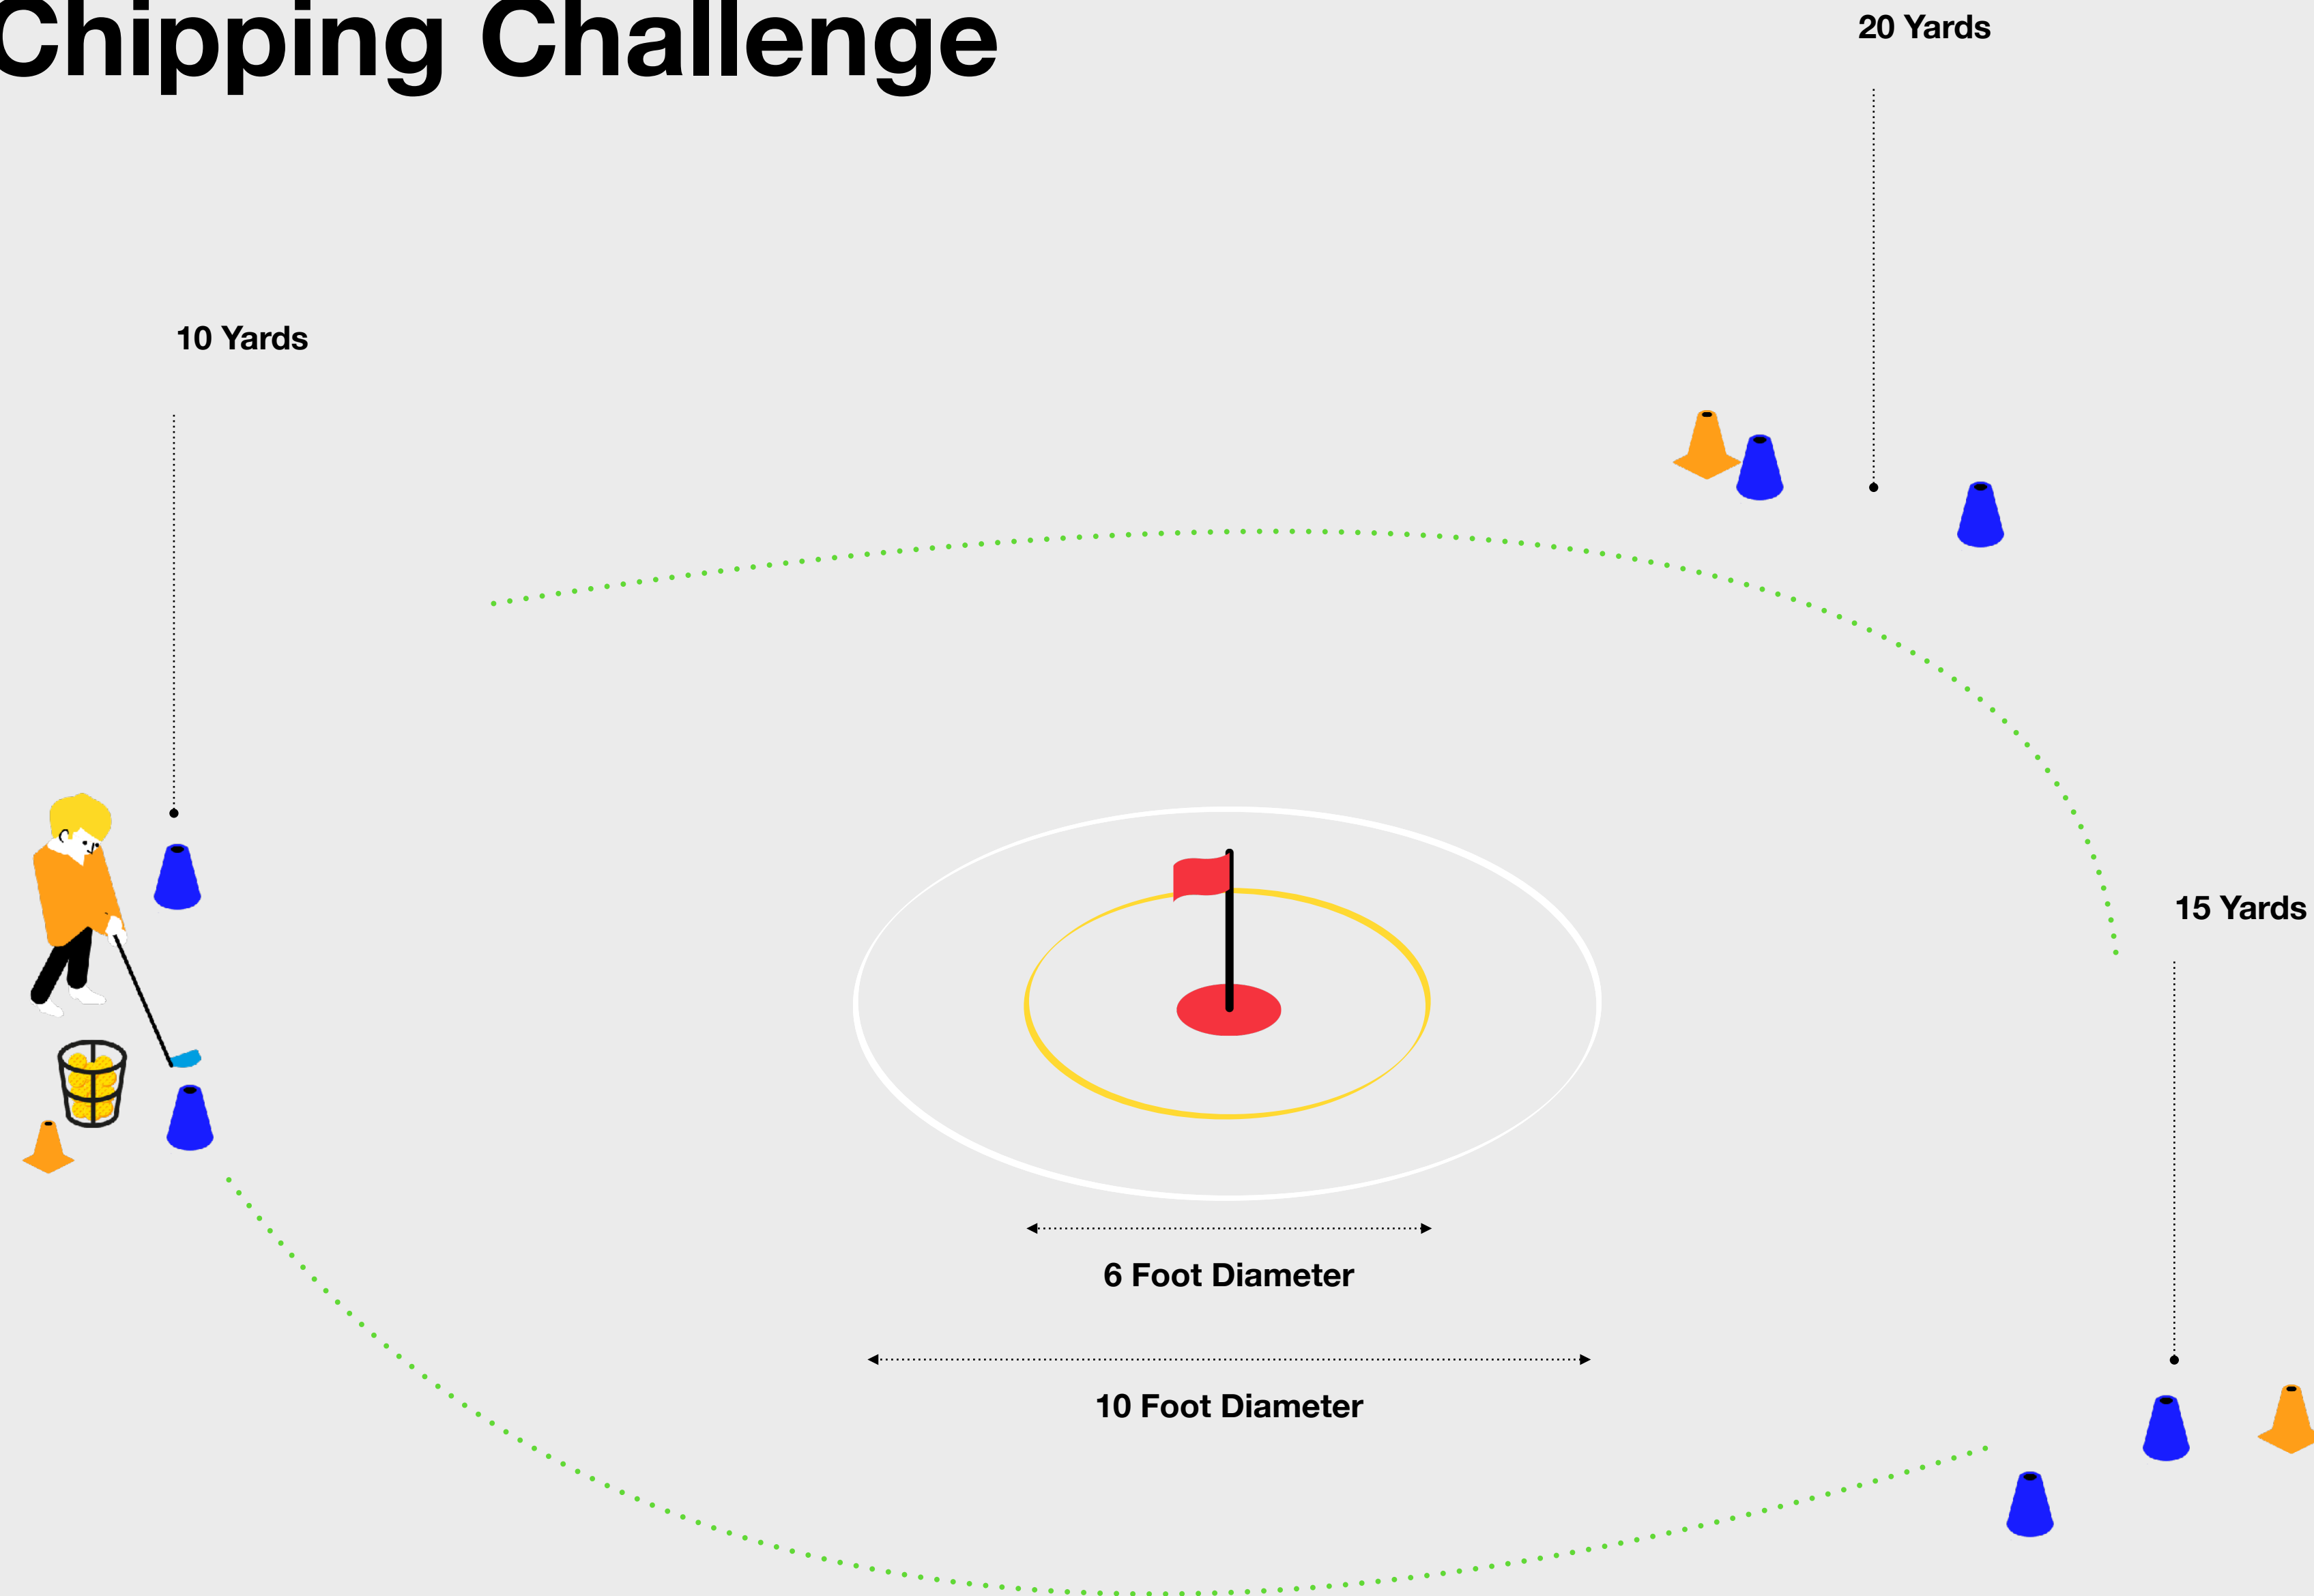 Chipping Challenge
20 Yards
10 Yards
15 Yards
6 Foot Diameter
10 Foot Diameter